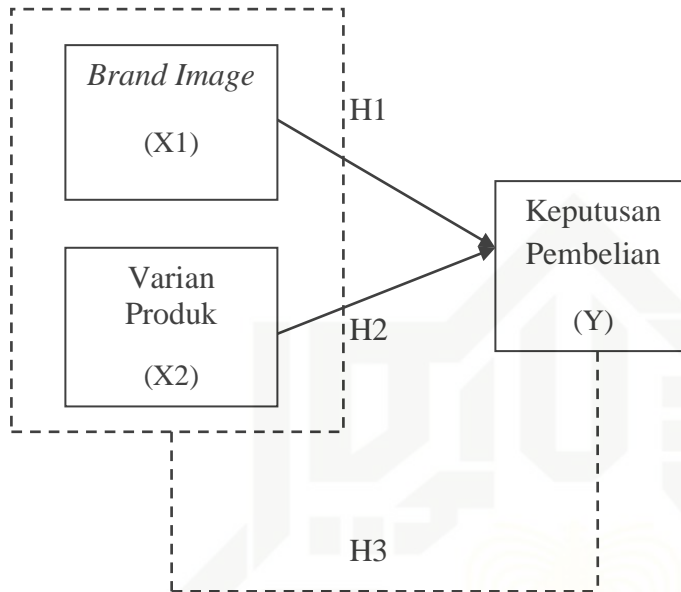 Brand Image
(X1)
H1
Keputusan
Pembelian
(Y)
Varian
Produk
(X2)
H2
H3